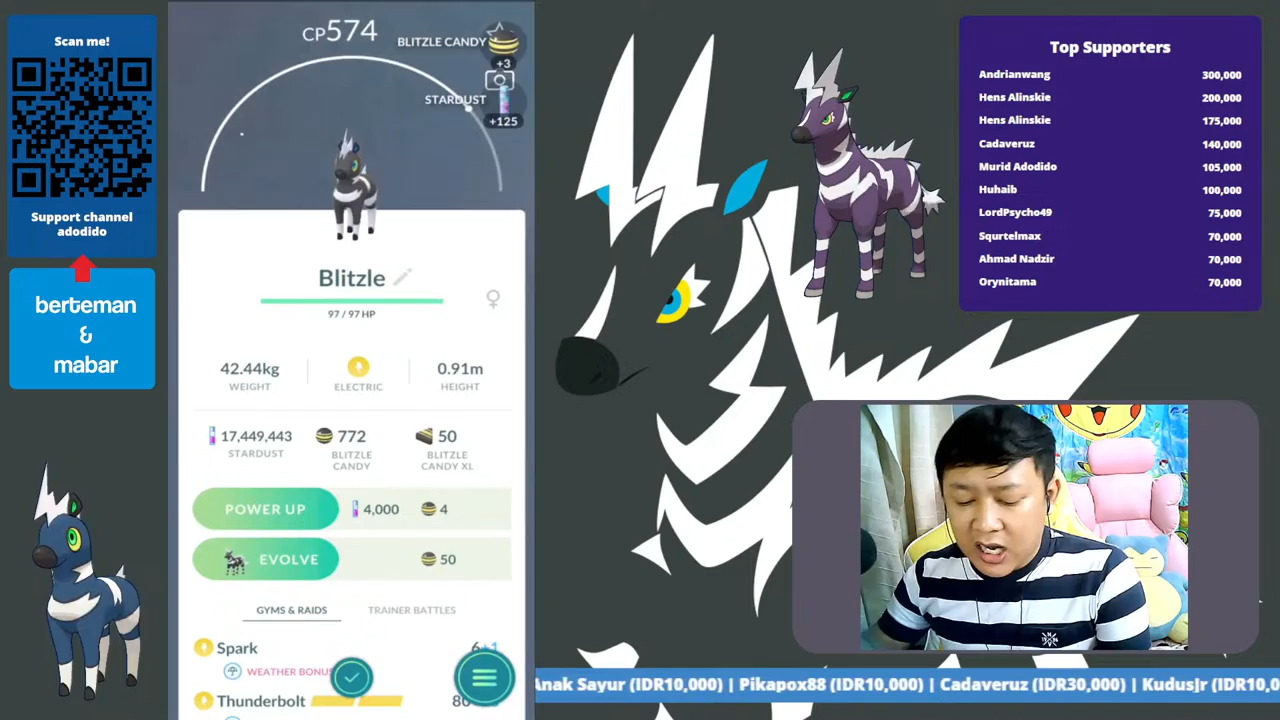 Scan me!
Support channel
adodido
berteman
&
mabar
CP574
BLITZLE CANDY
+3
STARDUST
+125
Blitzle
97 / 97 HP
42.44kg
WEIGHT
ELECTRIC
0.91m
HEIGHT
17,449,443
STARDUST
772
BLITZLE
CANDY
50
BLITZLE
CANDY XL
POWER UP
4,000
4
EVOLVE
50
GYMS & RAIDS
TRAINER BATTLES
Spark
6+1
WEATHER BONUS
Thunderbolt
80
Top Supporters
Andrianwang 300,000
Hens Alinskie 200,000
Hens Alinskie 175,000
Cadaveruz 140,000
Murid Adodido 105,000
Huhaib 100,000
LordPsycho49 75,000
Squrtelmax 70,000
Ahmad Nadzir 70,000
Orynitama 70,000
Anak Sayur (IDR10,000) | Pikapox88 (IDR10,000) | Cadaveruz (IDR30,000) | KudusJr (IDR10,0